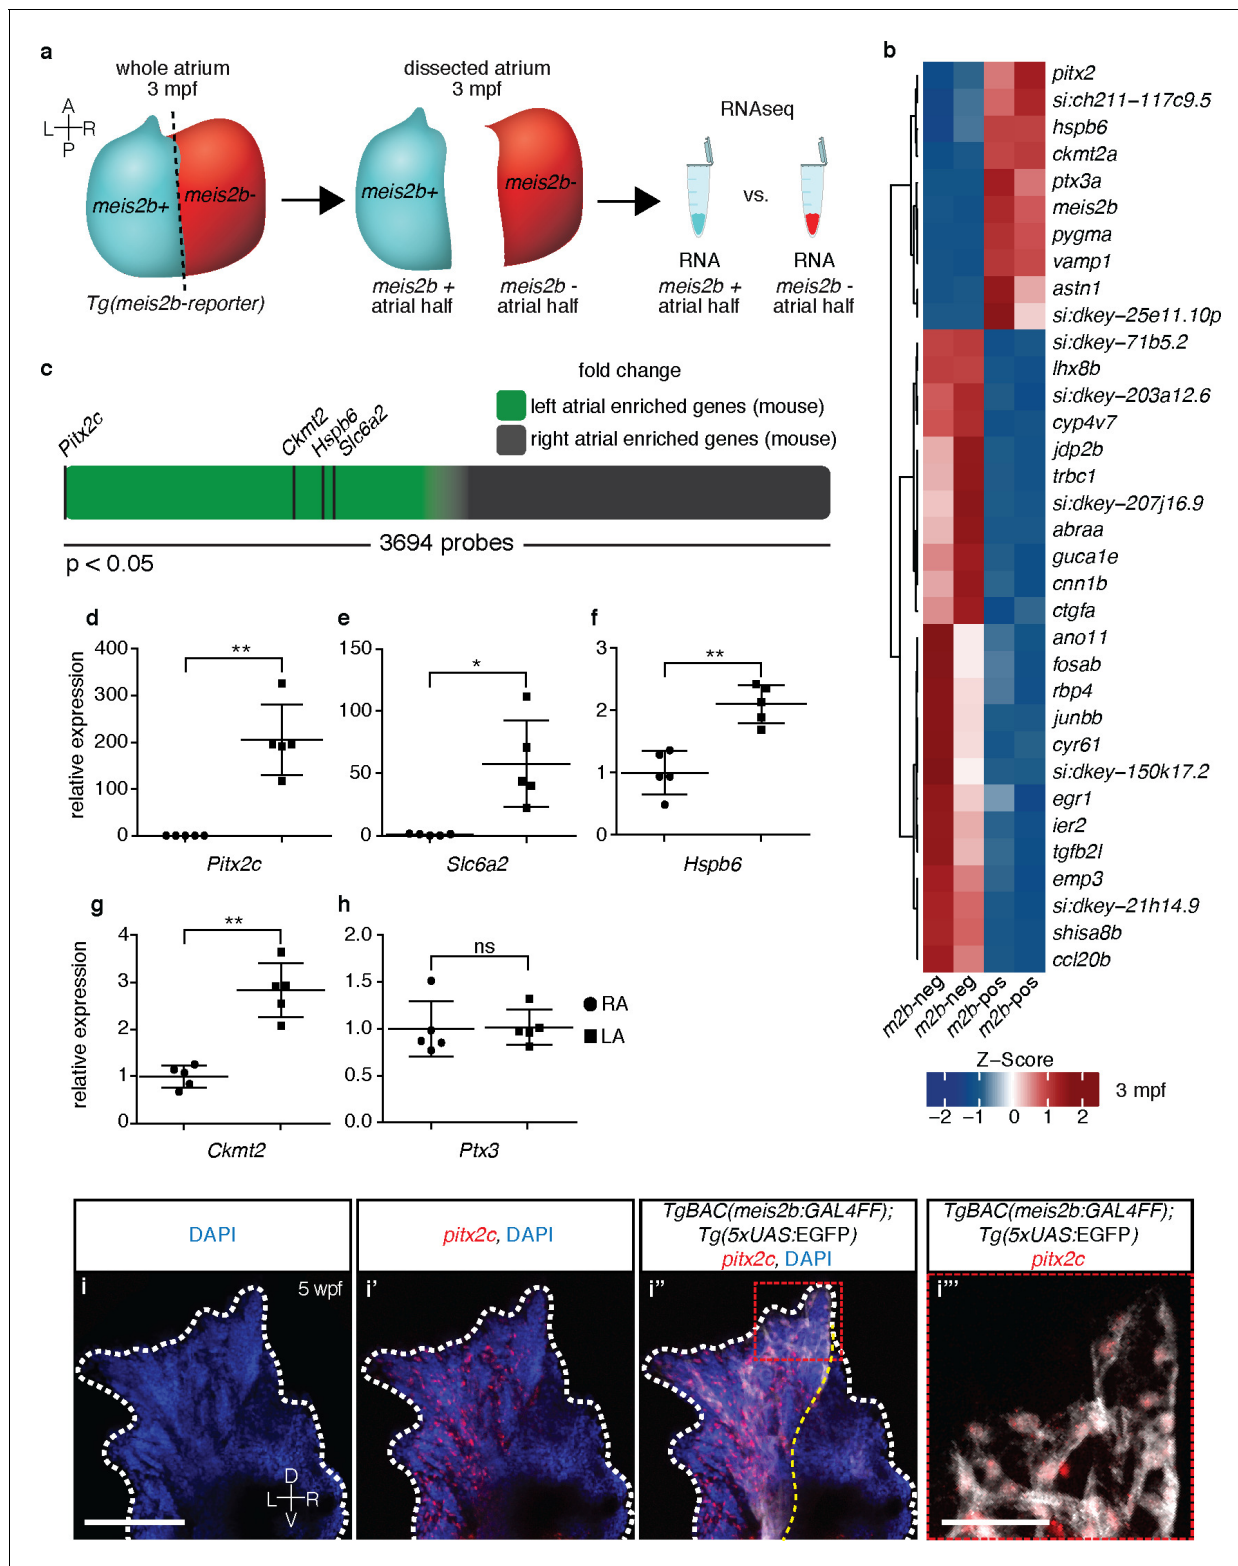 a
whole atrium
3 mpf
dissected atrium
3 mpf
A
L R
P
meis2b+
meis2b-
meis2b+
meis2b-
RNAseq
vs.
Tg(meis2b-reporter)
meis2b +
atrial half
meis2b -
atrial half
RNA
meis2b +
atrial half
RNA
meis2b -
atrial half
b
pitx2
si:ch211–117c9.5
hspb6
ckmt2a
ptx3a
meis2b
pygma
vamp1
astn1
si:dkey–25e11.10p
si:dkey–71b5.2
lhx8b
si:dkey–203a12.6
cyp4v7
jdp2b
trbc1
si:dkey–207j16.9
abraa
guca1e
cnn1b
ctgfa
ano11
fosab
rbp4
junbb
cyr61
si:dkey–150k17.2
egr1
ier2
tgfb2l
emp3
si:dkey–21h14.9
shisa8b
ccl20b
m2b-neg
m2b-neg
m2b-pos
m2b-pos
Z–Score
–2 –1 0 1 2
3 mpf
c
fold change
left atrial enriched genes (mouse)
right atrial enriched genes (mouse)
Pitx2c
Ckmt2
Hspb6
Slc6a2
3694 probes
p < 0.05
d
relative expression
400
300
200
100
0
**
Pitx2c
e
150
100
50
0
*
Slc6a2
f
3
2
1
0
**
Hspb6
g
relative expression
4
3
2
1
0
**
Ckmt2
h
2.0
1.5
1.0
0.5
0.0
ns
Ptx3
RA
LA
DAPI
i
5 wpf
D
L R
V
pitx2c, DAPI
i'
TgBAC(meis2b:GAL4FF);
Tg(5xUAS:EGFP)
pitx2c, DAPI
i''
TgBAC(meis2b:GAL4FF);
Tg(5xUAS:EGFP)
pitx2c
i'''